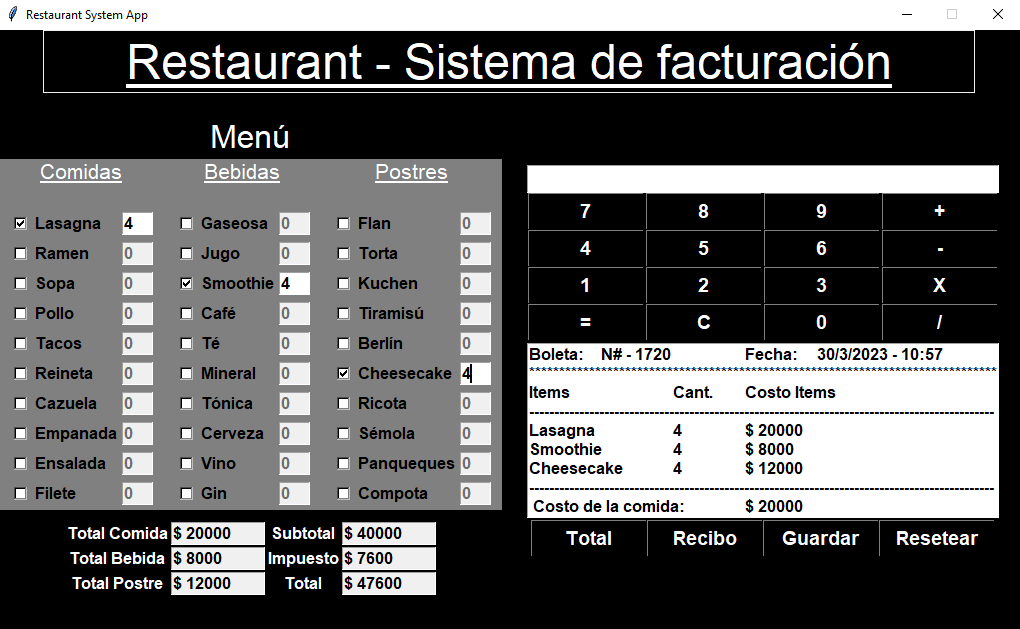 Restaurant System App
Restaurant - Sistema de facturación
Menú
Comidas Bebidas Postres
Lasagna 4 Gaseosa 0 Flan 0
Ramen 0 Jugo 0 Torta 0
Sopa 0 Smoothie 4 Kuchen 0
Pollo 0 Café 0 Tiramisú 0
Tacos 0 Té 0 Berlín 0
Reineta 0 Mineral 0 Cheesecake 4
Cazuela 0 Tónica 0 Ricota 0
Empanada 0 Cerveza 0 Sémola 0
Ensalada 0 Vino 0 Panqueques 0
Filete 0 Gin 0 Compota 0
Total Comida $ 20000 Subtotal $ 40000
Total Bebida $ 8000 Impuesto $ 7600
Total Postre $ 12000 Total $ 47600
7 8 9 +
4 5 6 -
1 2 3 X
= C 0 /
Boleta: N# - 1720 Fecha: 30/3/2023 - 10:57
Items Cant. Costo Items
Lasagna 4 $ 20000
Smoothie 4 $ 8000
Cheesecake 4 $ 12000
Costo de la comida: $ 20000
Total Recibo Guardar Resetear